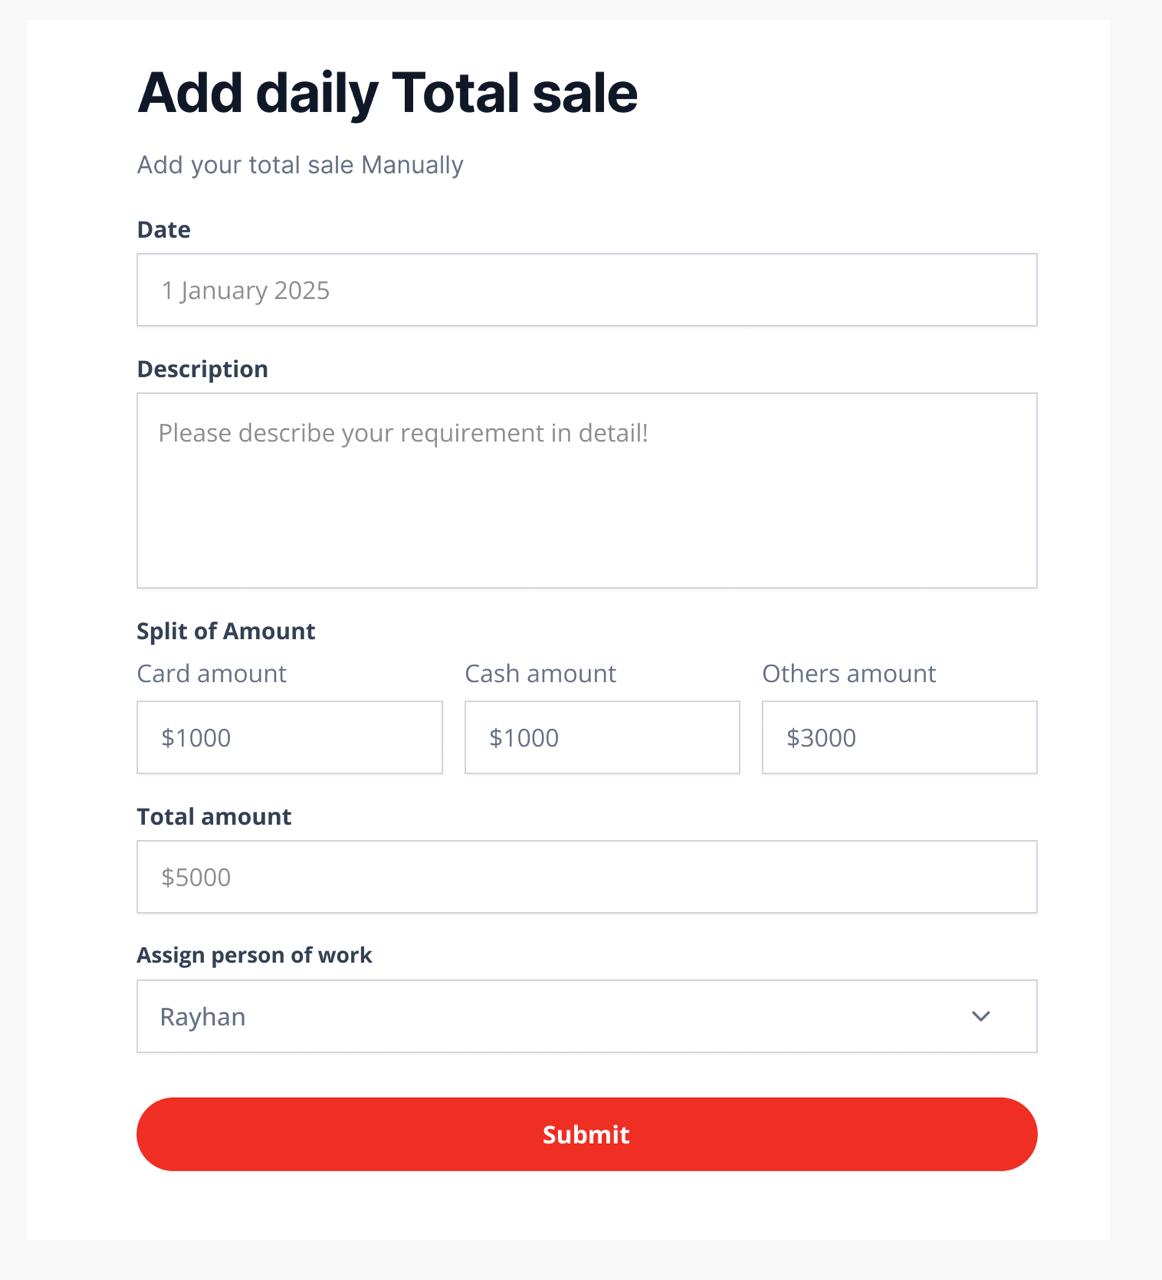 Add daily Total sale
Add your total sale Manually
Date
1 January 2025
Description
Please describe your requirement in detail!
Split of Amount
Card amount
Cash amount
Others amount
$1000
$1000
$3000
Total amount
$5000
Assign person of work
Rayhan
Submit